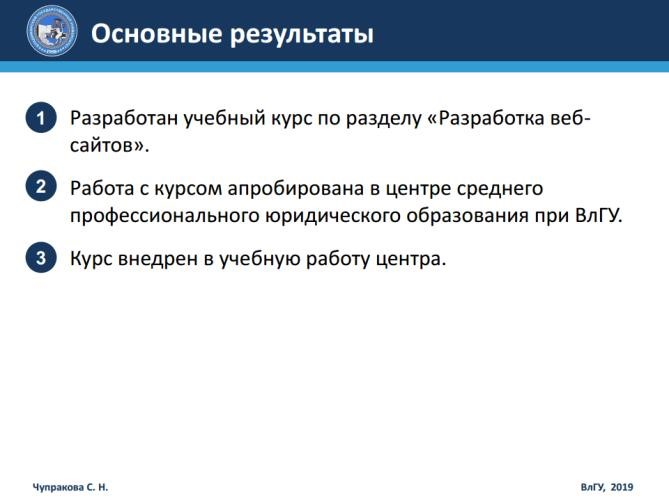 Основные результаты
1 Разработан учебный курс по разделу «Разработка веб-
сайтов».
2 Работа с курсом апробирована в центре среднего
профессионального юридического образования при ВлГУ.
3 Курс внедрен в учебную работу центра.
Чупракова С. Н. ВлГУ, 2019